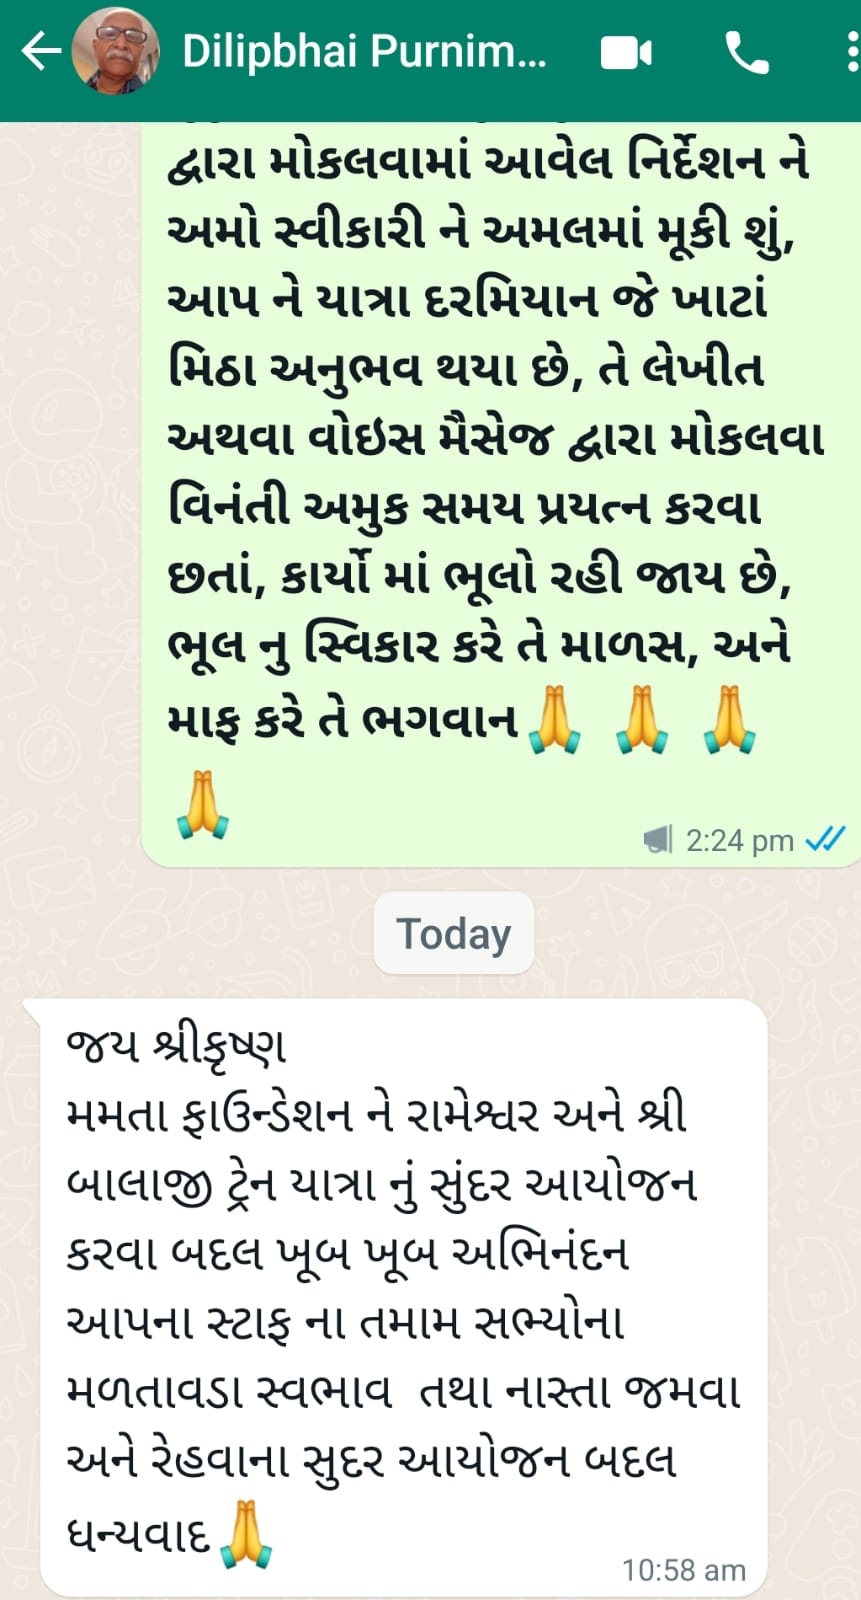 Dilipbhai Purnim...
દ્વારા મોકલવામાં આવેલ નિર્દેશન ને
અમો સ્વીકારી ને અમલમાં મૂકી શું,
આપ ને યાત્રા દરમિયાન જે ખાટાં
મિઠા અનુભવ થયા છે, તે લેખીત
અથવા વોઇસ મૈસેજ દ્વારા મોકલવા
વિનંતી અમુક સમય પ્રયત્ન કરવા
છતાં, કાર્યો માં ભૂલો રહી જાય છે,
ભૂલ નુ સ્વિકાર કરે તે માળસ, અને
માફ કરે તે ભગવાન🙏 🙏 🙏
🙏
2:24 pm
Today
જય શ્રીકૃષ્ણ
મમતા ફાઉન્ડેશન ને રામેશ્વર અને શ્રી
બાલાજી ટ્રેન યાત્રા નું સુંદર આયોજન
કરવા બદલ ખૂબ ખૂબ અભિનંદન
આપના સ્ટાફ ના તમામ સભ્યોના
મળતાવડા સ્વભાવ  તથા નાસ્તા જમવા
અને રેહવાના સુદર આયોજન બદલ
ધન્યવાદ🙏
10:58 am